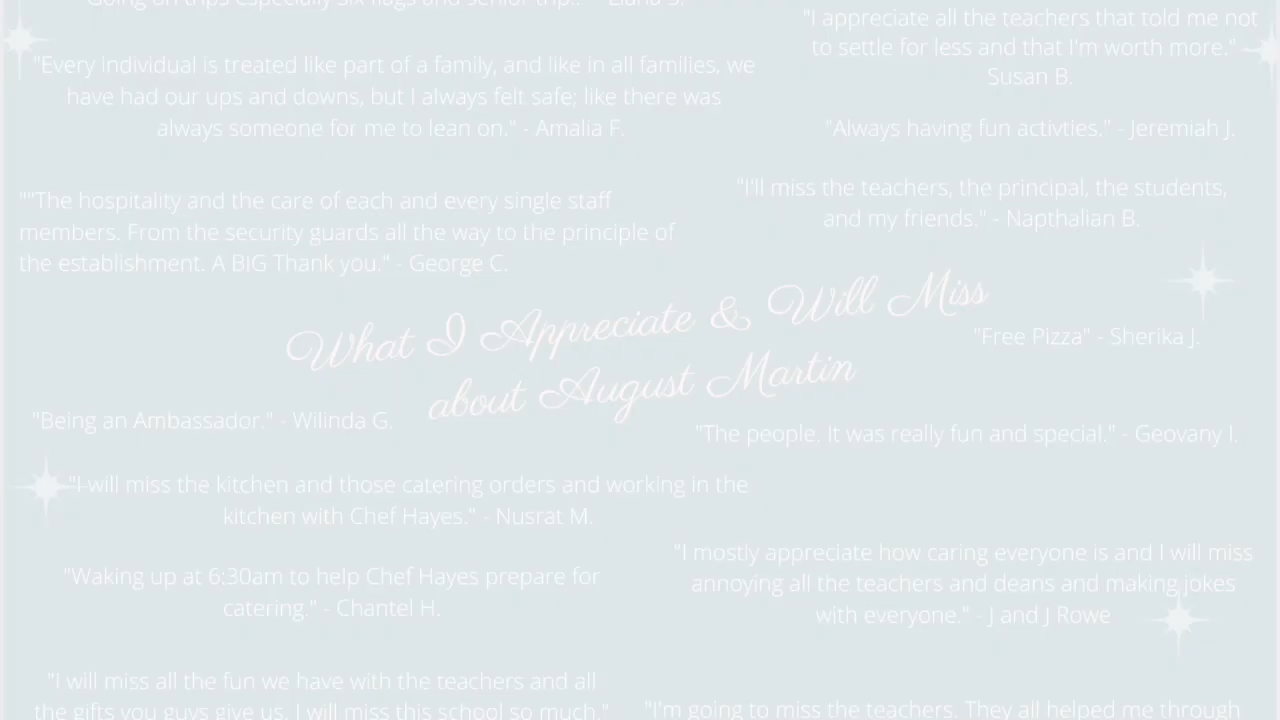 Going on trips especially six flags and senior trip.
"Every individual is treated like part of a family, and like in all families, we
have had our ups and downs, but I always felt safe; like there was
always someone for me to lean on." - Amalia F.
""The hospitality and the care of each and every single staff
members. From the security guards all the way to the principle of
the establishment. A BIG Thank you." - George C.
"I appreciate all the teachers that told me not
to settle for less and that I'm worth more."
Susan B.
"Always having fun activties." - Jeremiah J.
"I'll miss the teachers, the principal, the students,
and my friends." - Napthalian B.
What I Appreciate & Will Miss
about August Martin
"Free Pizza" - Sherika J.
"Being an Ambassador." - Wilinda G.
"The people. It was really fun and special." - Geovany I.
"I will miss the kitchen and those catering orders and working in the
kitchen with Chef Hayes." - Nusrat M.
"Waking up at 6:30am to help Chef Hayes prepare for
catering." - Chantel H.
"I mostly appreciate how caring everyone is and I will miss
annoying all the teachers and deans and making jokes
with everyone." - J and J Rowe
"I will miss all the fun we have with the teachers and all
the gifts you guys give us. I will miss this school so much."
"I'm going to miss the teachers. They all helped me through